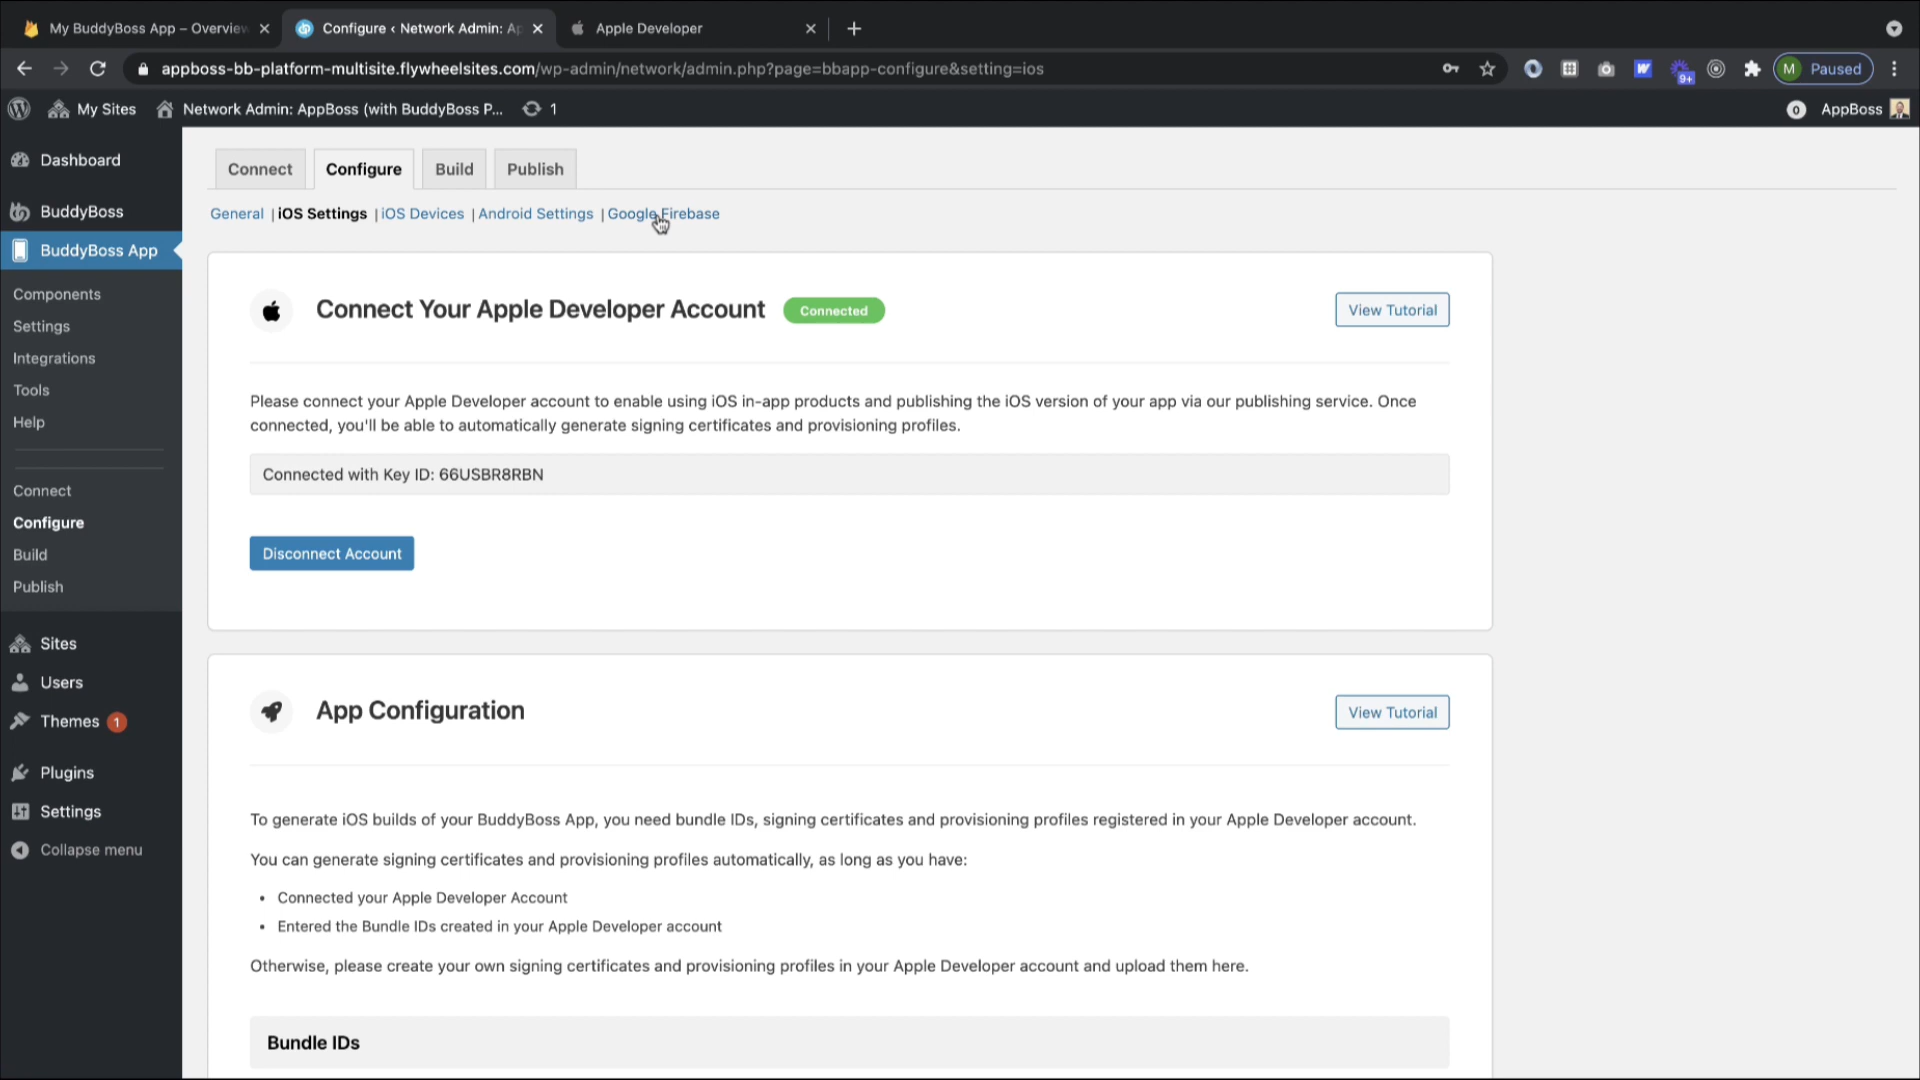 My BuddyBoss App – Overview
Configure ‹ Network Admin: Ap
Apple Developer
appboss-bb-platform-multisite.flywheelsites.com/wp-admin/network/admin.php?page=bbapp-configure&setting=ios
9+
M Paused
My Sites
Network Admin: AppBoss (with BuddyBoss P...
1
0
AppBoss
Dashboard
BuddyBoss
BuddyBoss App
Components
Settings
Integrations
Tools
Help
Connect
Configure
Build
Publish
Sites
Users
Themes 1
Plugins
Settings
Collapse menu
Connect
Configure
Build
Publish
General | iOS Settings | iOS Devices | Android Settings | Google Firebase
Connect Your Apple Developer Account
Connected
View Tutorial
Please connect your Apple Developer account to enable using iOS in-app products and publishing the iOS version of your app via our publishing service. Once
connected, you'll be able to automatically generate signing certificates and provisioning profiles.
Connected with Key ID: 66USBR8RBN
Disconnect Account
App Configuration
View Tutorial
To generate iOS builds of your BuddyBoss App, you need bundle IDs, signing certificates and provisioning profiles registered in your Apple Developer account.
You can generate signing certificates and provisioning profiles automatically, as long as you have:
• Connected your Apple Developer Account
• Entered the Bundle IDs created in your Apple Developer account
Otherwise, please create your own signing certificates and provisioning profiles in your Apple Developer account and upload them here.
Bundle IDs